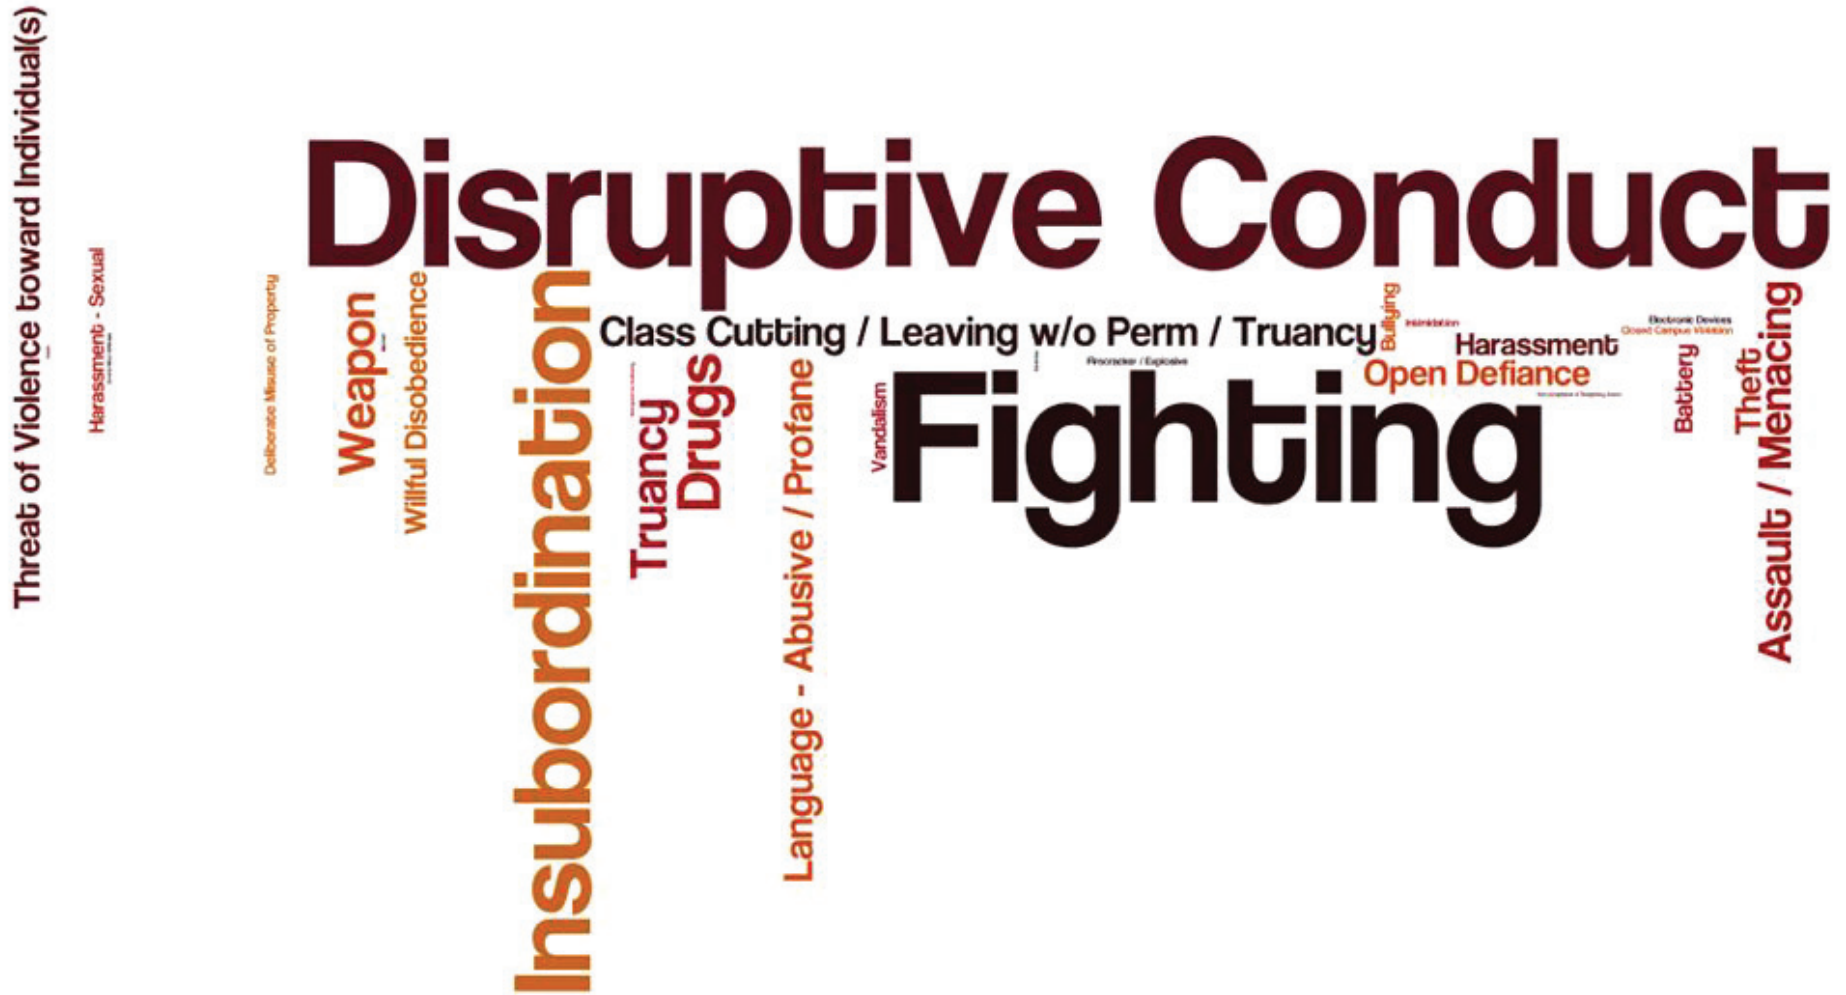 Threat of Violence toward Individual(s)
Harassment - Sexual
Disruptive Conduct
Deliberate Misuse of Property
Weapon
Willful Disobedience
Insubordination
Class Cutting / Leaving w/o Perm / Truancy
Truancy
Drugs
Language - Abusive / Profane
Vandalism
Firecracker / Explosive
Fighting
Bullying
Intimidation
Harassment
Open Defiance
Electronic Devices
Closed Campus Violation
Battery
Theft
Assault / Menacing